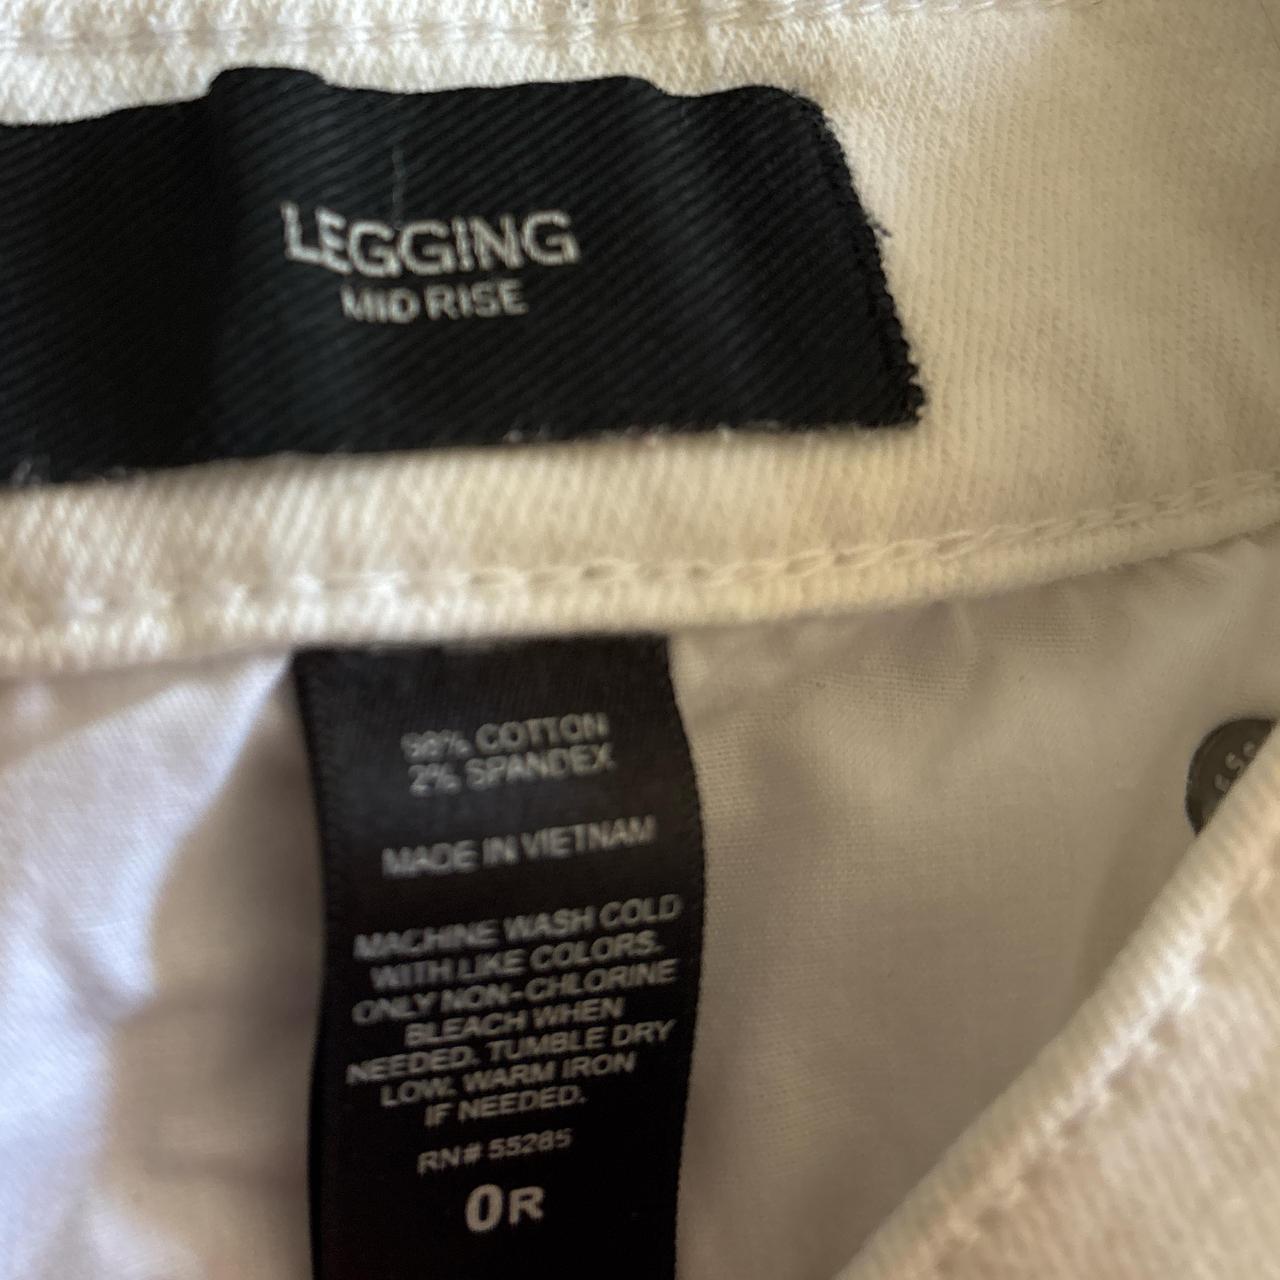 LEGGING
MID RISE
98% COTTON
2% SPANDEX
MADE IN VIETNAM
MACHINE WASH COLD
WITH LIKE COLORS.
ONLY NON-CHLORINE
BLEACH WHEN
NEEDED. TUMBLE DRY
LOW. WARM IRON
IF NEEDED.
RN# 55285
0R